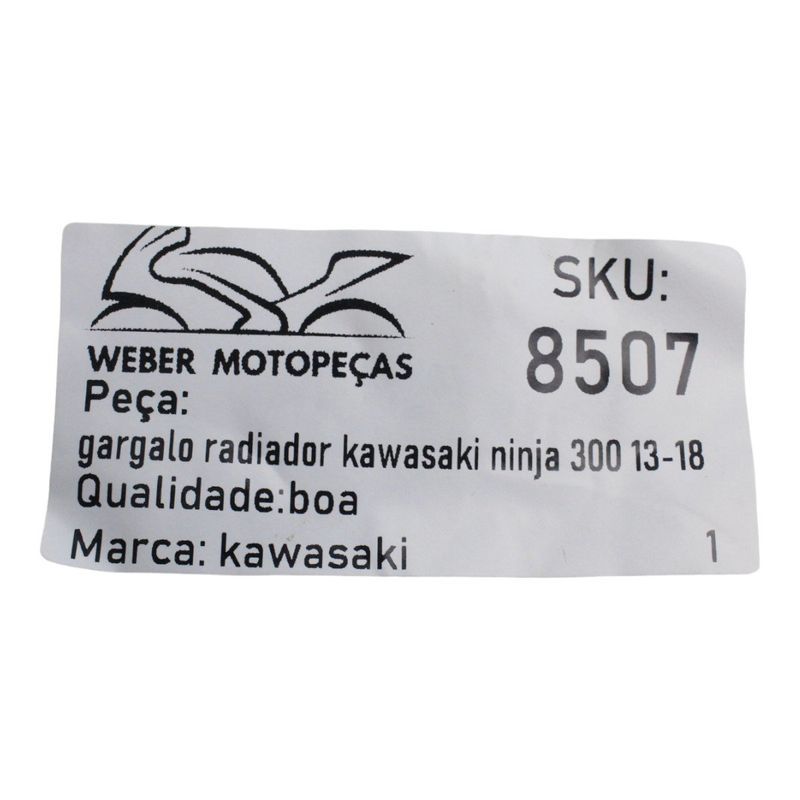 WEBER MOTOPEÇAS
SKU:
8507
Peça:
gargalo radiador kawasaki ninja 300 13-18
Qualidade:boa
Marca: kawasaki
1